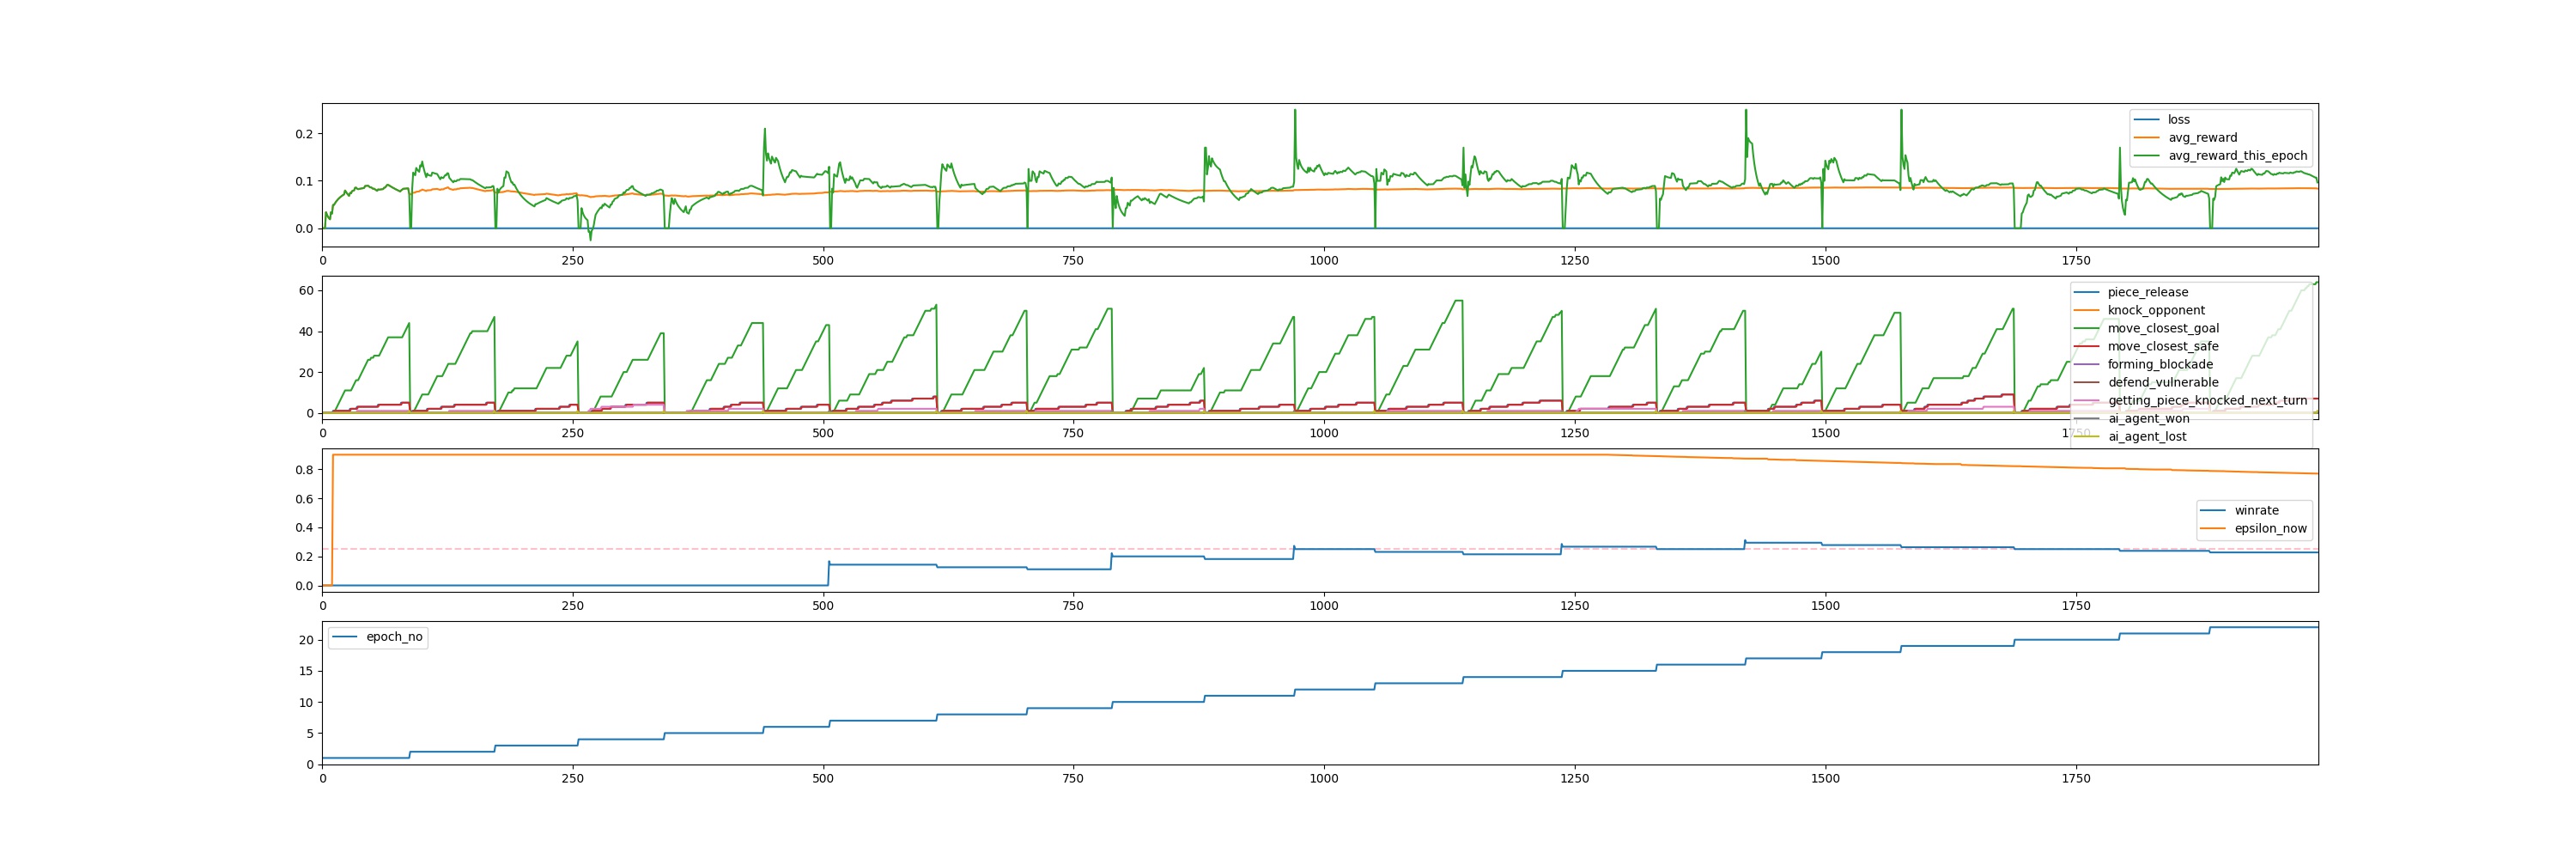 0.2
0.1
0.0
loss
avg_reward
avg_reward_this_epoch
0 250 500 750 1000 1250 1500 1750
60
40
20
0
piece_release
knock_opponent
move_closest_goal
move_closest_safe
forming_blockade
defend_vulnerable
getting_piece_knocked_next_turn
ai_agent_won
ai_agent_lost
0 250 500 750 1000 1250 1500 1750
0.8
0.6
0.4
0.2
0.0
winrate
epsilon_now
0 250 500 750 1000 1250 1500 1750
20
15
10
5
0
epoch_no
0 250 500 750 1000 1250 1500 1750